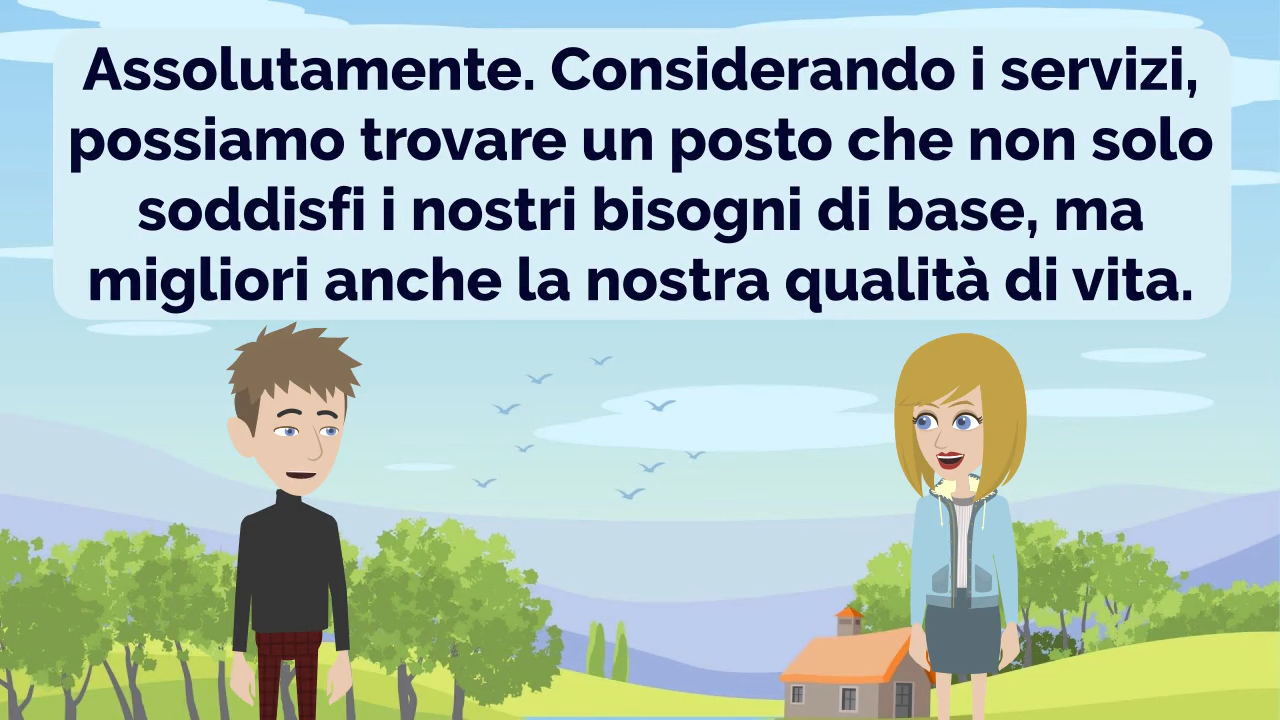 Assolutamente. Considerando i servizi,
possiamo trovare un posto che non solo
soddisfi i nostri bisogni di base, ma
migliori anche la nostra qualità di vita.